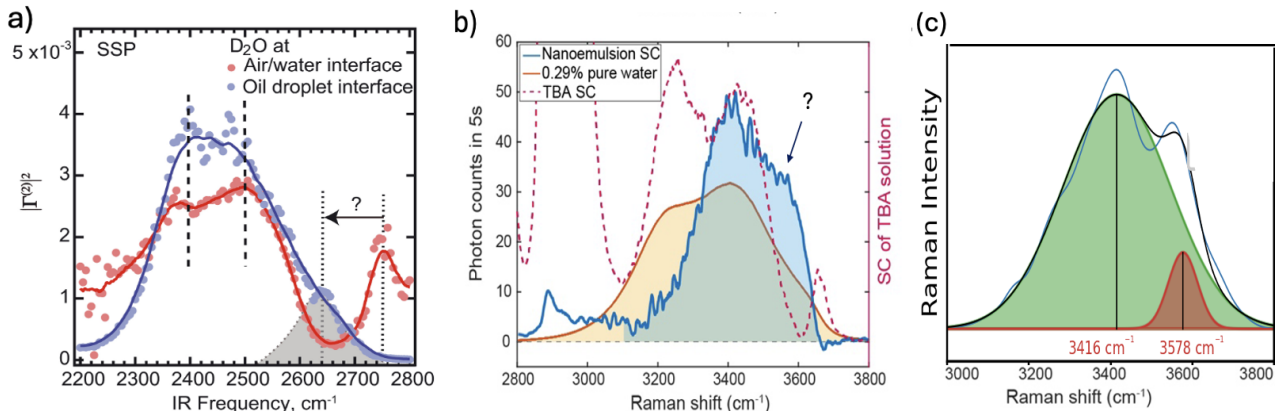 a)
SSP
D₂O at
Air/water interface
Oil droplet interface
?
5 x10⁻³
4
3
2
1
0
|Γ⁽²⁾|²
2200 2300 2400 2500 2600 2700 2800
IR Frequency, cm⁻¹
b)
Nanoemulsion SC
0.29% pure water
TBA SC
?
60
50
40
30
20
10
0
Photon counts in 5s
SC of TBA solution
2800 3000 3200 3400 3600 3800
Raman shift (cm⁻¹)
(c)
Raman Intensity
3416 cm⁻¹ 3578 cm⁻¹
3000 3200 3400 3600 3800
Raman shift (cm⁻¹)